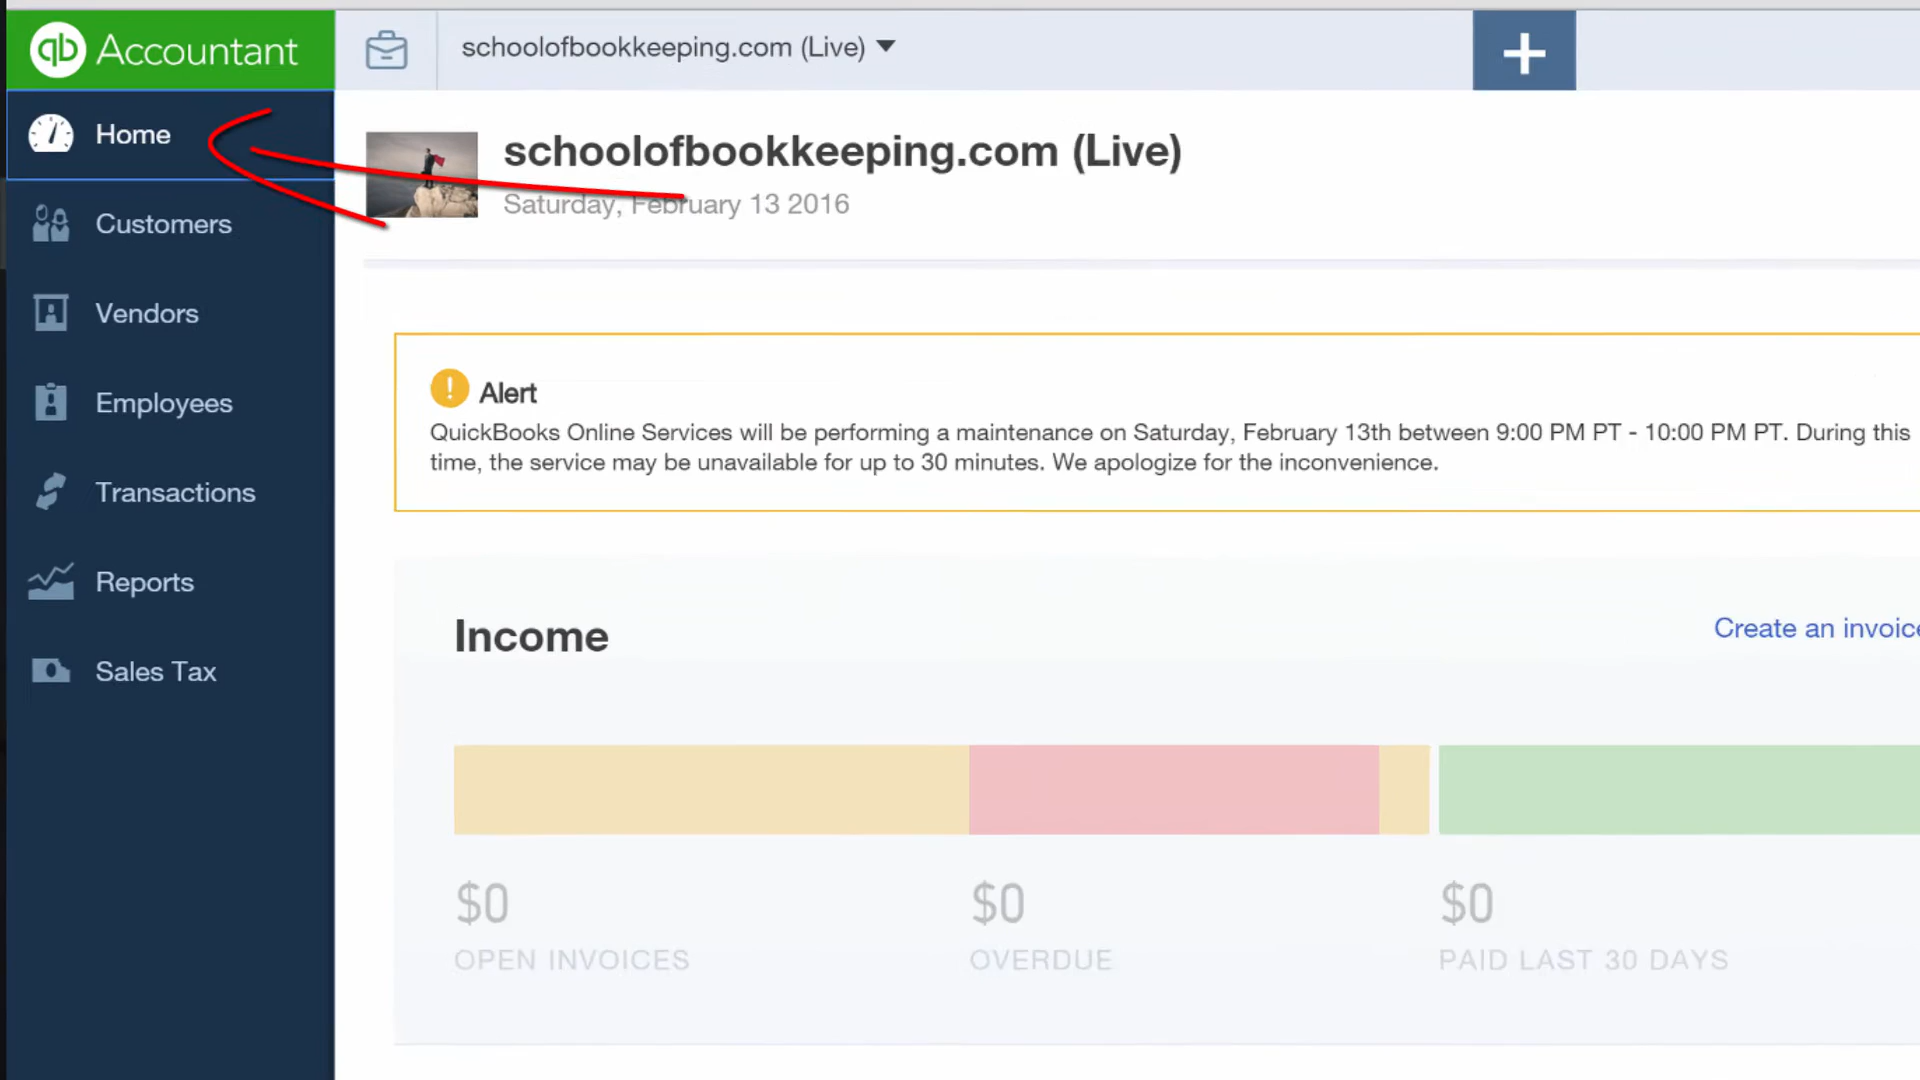 qb Accountant
schoolofbookkeeping.com (Live)
Home
Customers
Vendors
Employees
Transactions
Reports
Sales Tax
schoolofbookkeeping.com (Live)
Saturday, February 13 2016
Alert
QuickBooks Online Services will be performing a maintenance on Saturday, February 13th between 9:00 PM PT - 10:00 PM PT. During this
time, the service may be unavailable for up to 30 minutes. We apologize for the inconvenience.
Income
Create an invoice
$0
OPEN INVOICES
$0
OVERDUE
$0
PAID LAST 30 DAYS